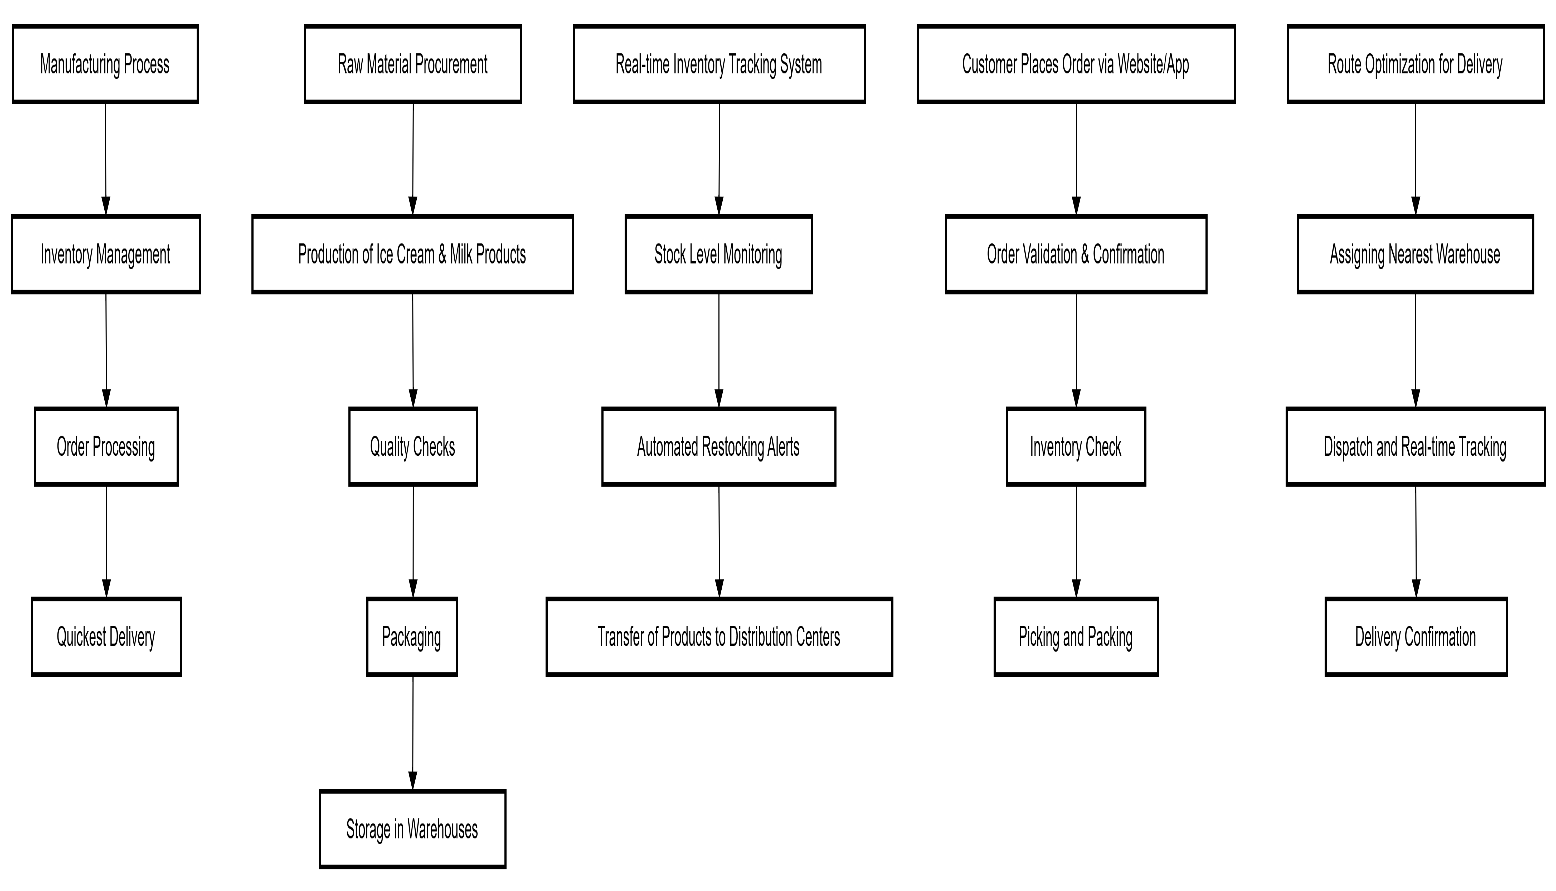 Manufacturing Process
Raw Material Procurement
Real-time Inventory Tracking System
Customer Places Order via Website/App
Route Optimization for Delivery
Inventory Management
Production of Ice Cream & Milk Products
Stock Level Monitoring
Order Validation & Confirmation
Assigning Nearest Warehouse
Order Processing
Quality Checks
Automated Restocking Alerts
Inventory Check
Dispatch and Real-time Tracking
Quickest Delivery
Packaging
Transfer of Products to Distribution Centers
Picking and Packing
Delivery Confirmation
Storage in Warehouses